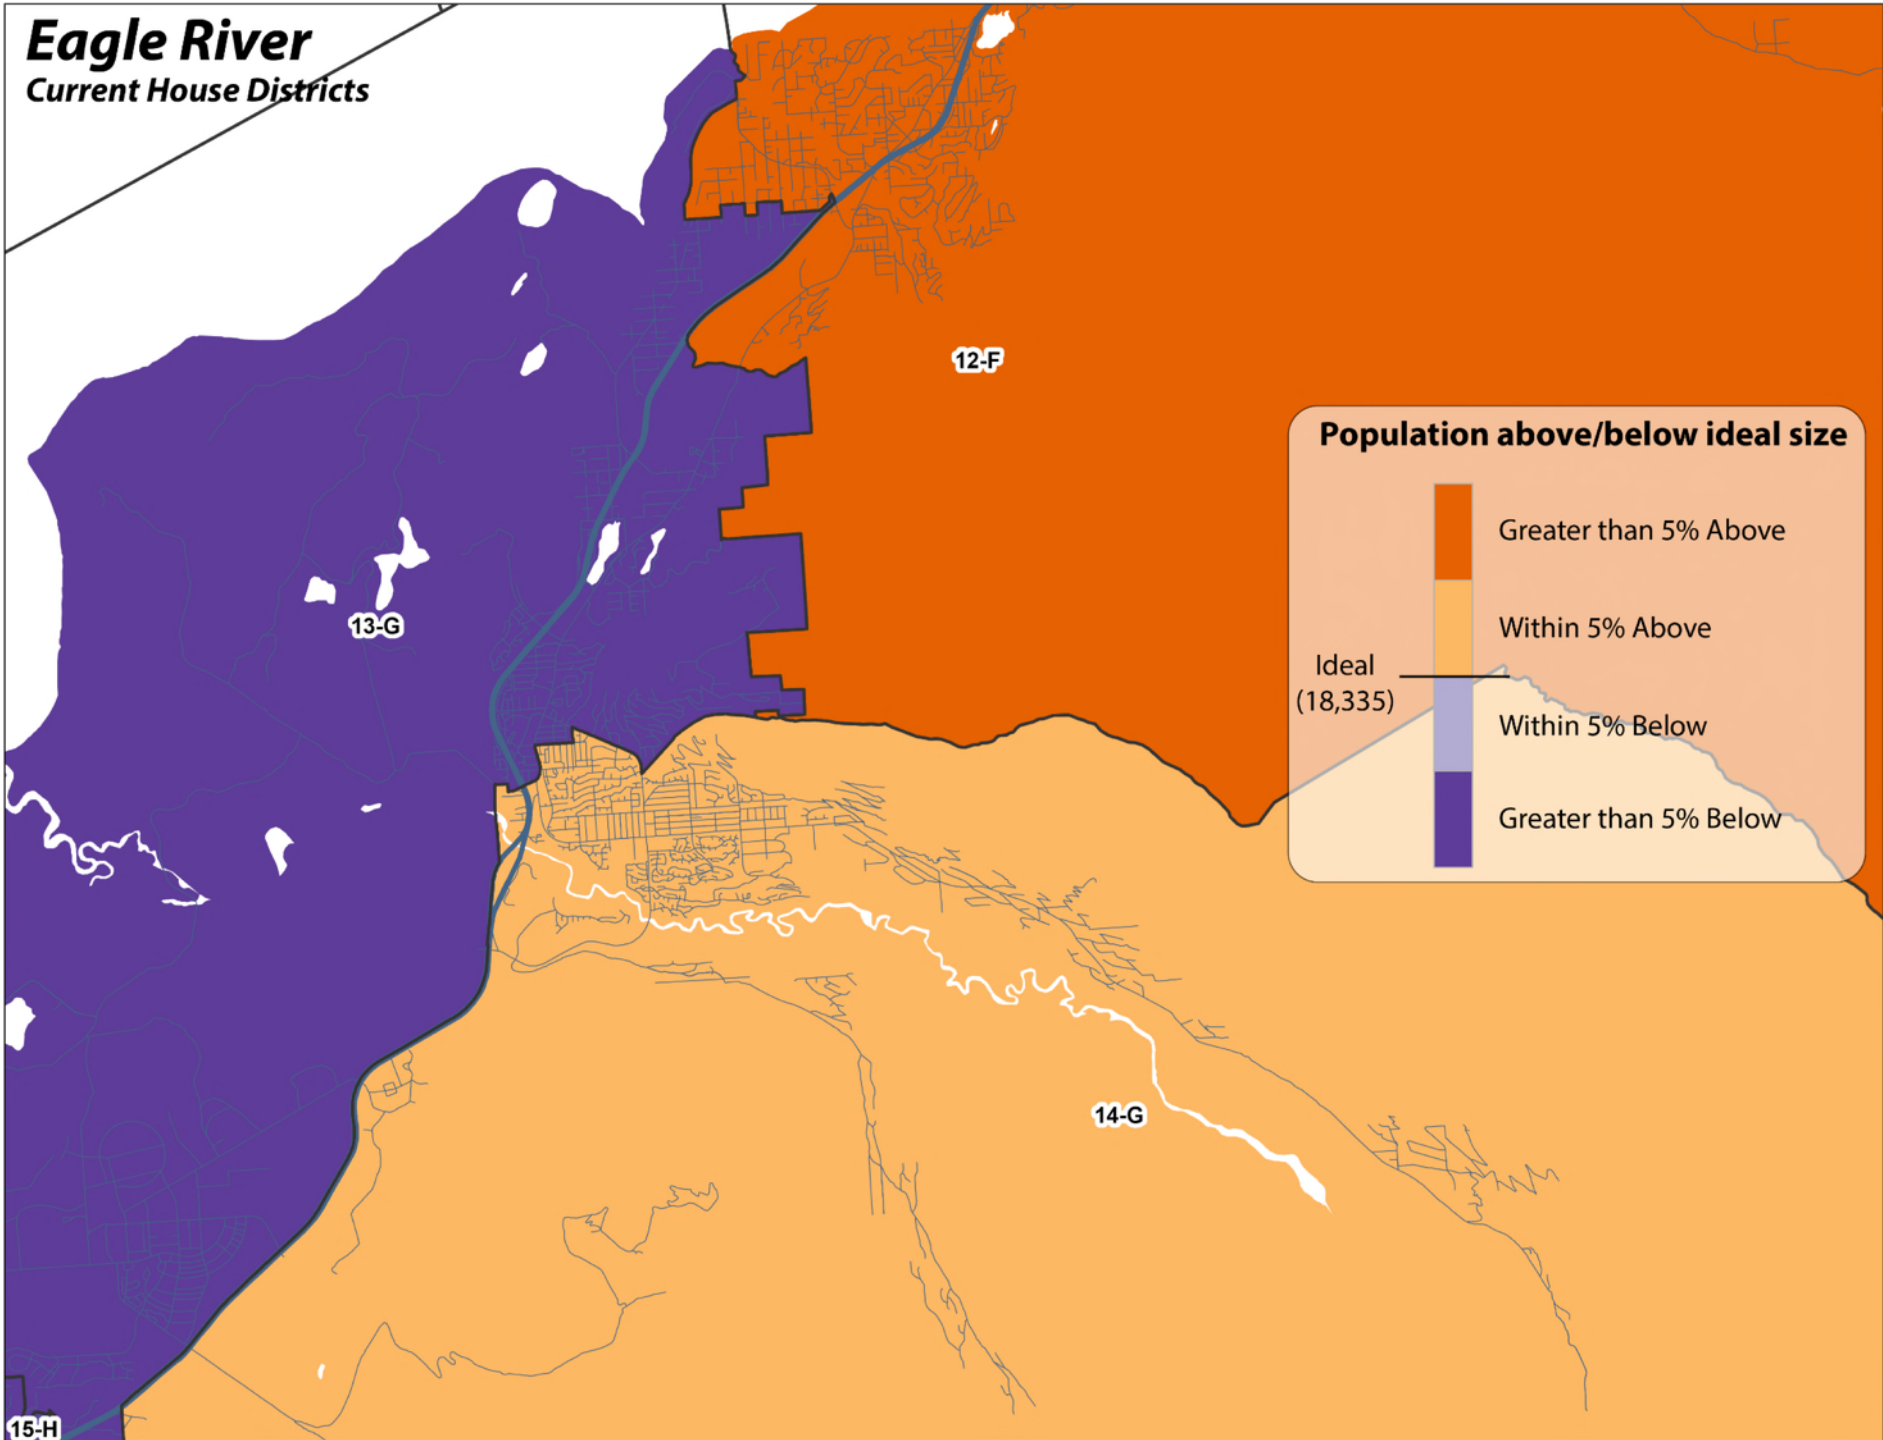 Eagle River
Current House Districts
12-F
Population above/below ideal size
Greater than 5% Above
Within 5% Above
Ideal
(18,335)
Within 5% Below
Greater than 5% Below
13-G
14-G
15-H